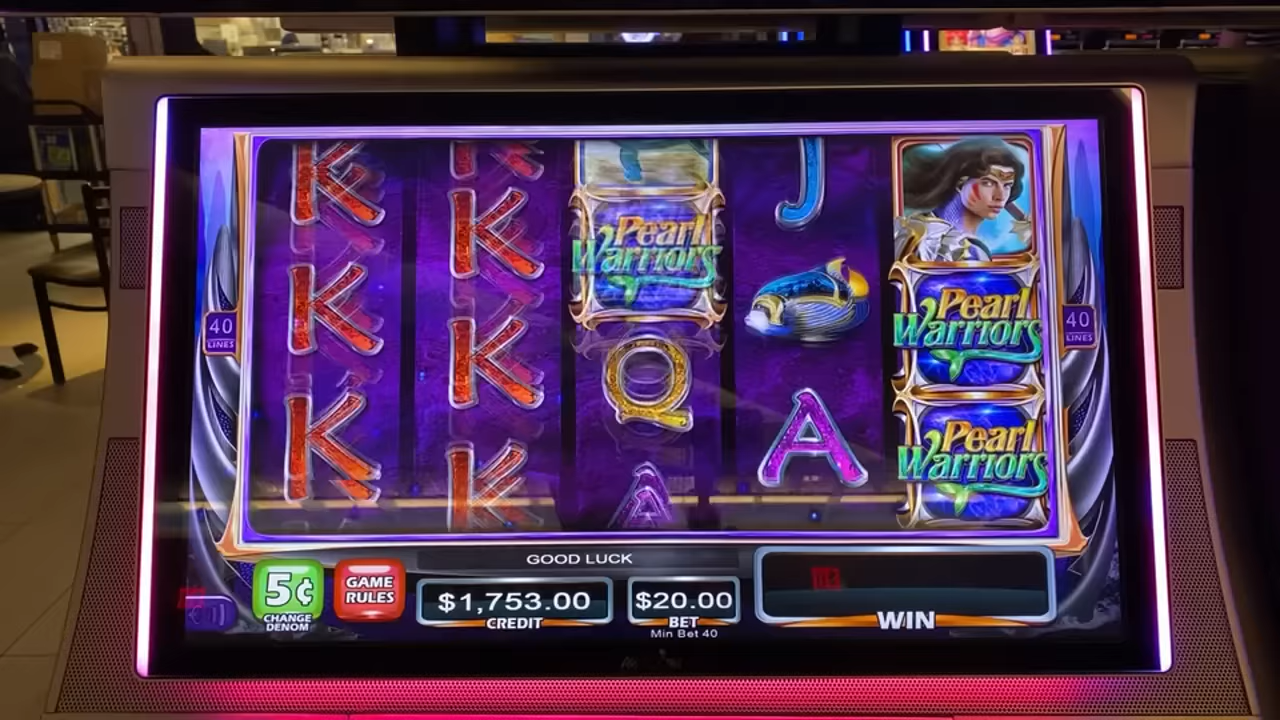 K
K
K
K
K
K
K
Pearl
Warriors
Q
A
J
A
Pearl
Warriors
Pearl
Warriors
40
LINES
40
LINES
GOOD LUCK
5¢
CHANGE
DENOM
GAME
RULES
$1,753.00
CREDIT
$20.00
BET
Min Bet 40
WIN